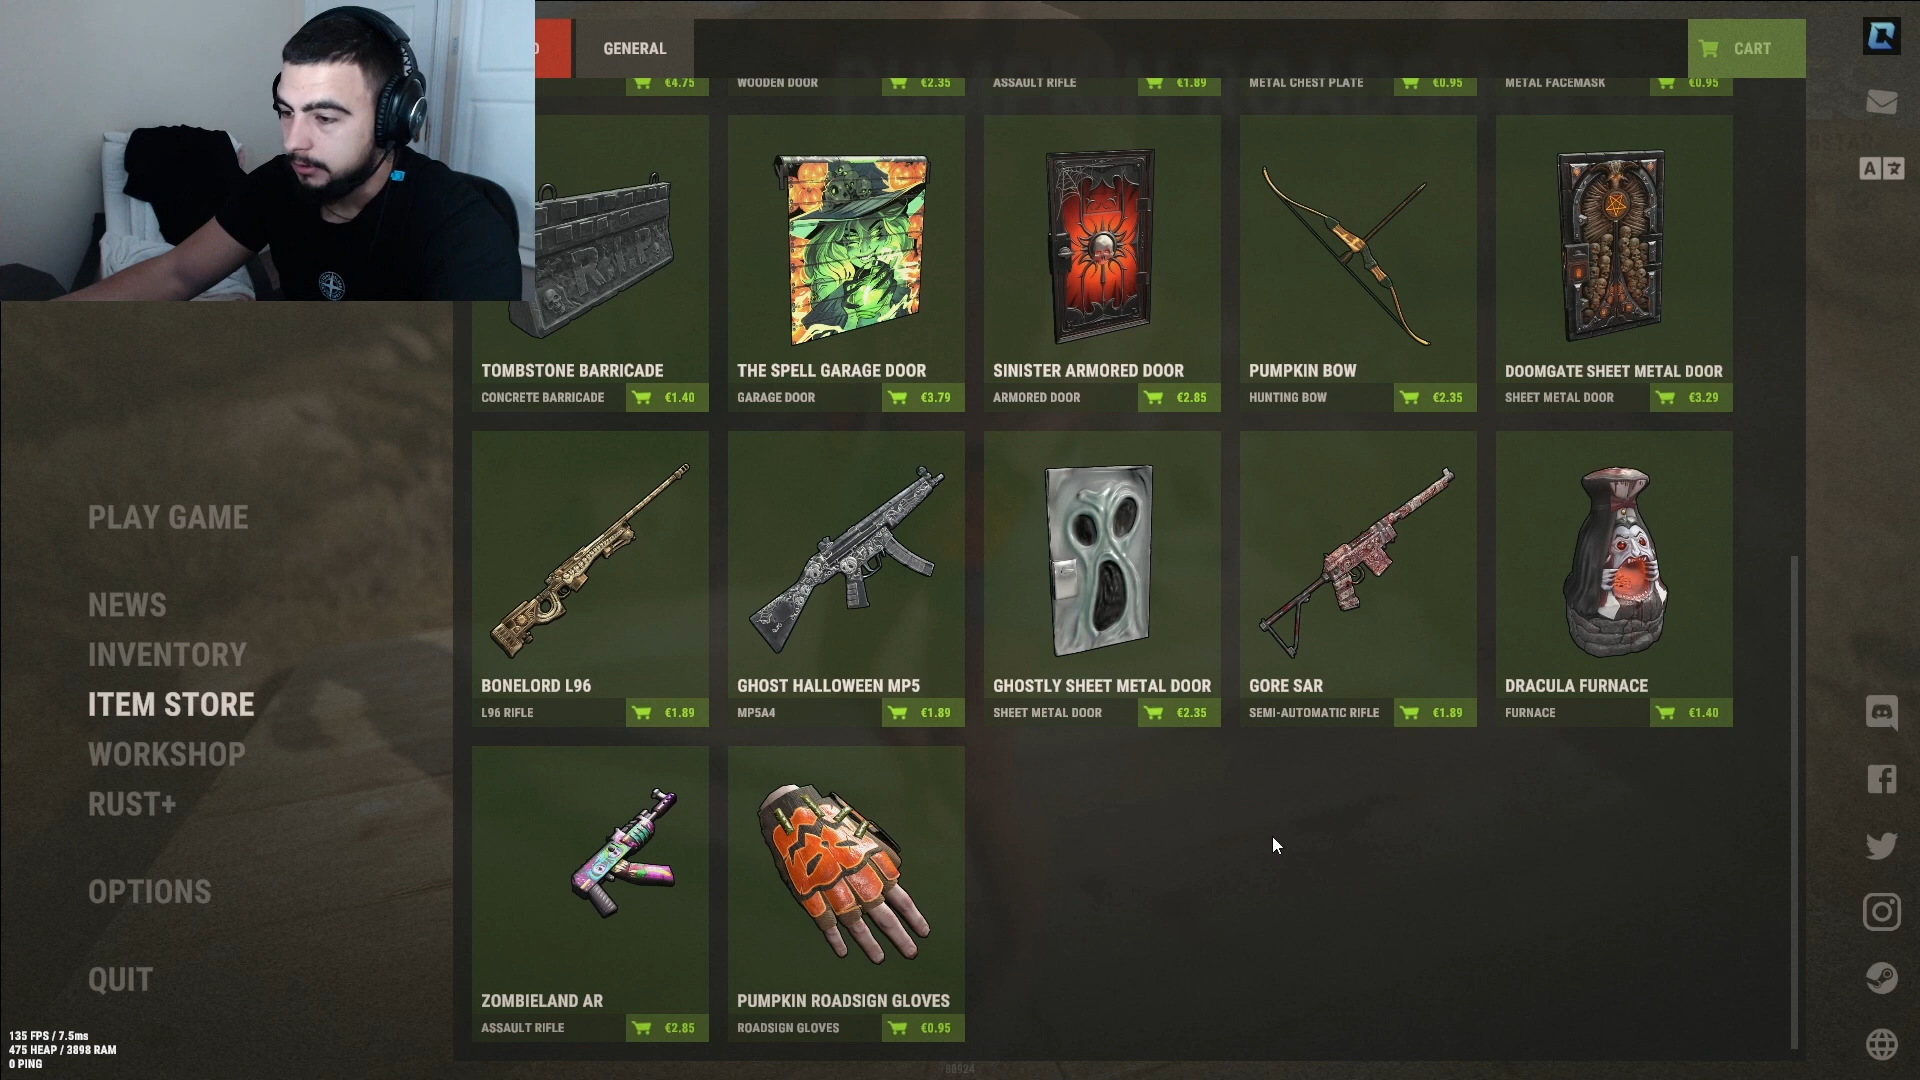 GENERAL
CART
€4.75
WOODEN DOOR €2.35
ASSAULT RIFLE €1.89
METAL CHEST PLATE €0.95
METAL FACEMASK €0.95
R.I.P.
TOMBSTONE BARRICADE
CONCRETE BARRICADE €1.40
THE SPELL GARAGE DOOR
GARAGE DOOR €3.79
SINISTER ARMORED DOOR
ARMORED DOOR €2.85
PUMPKIN BOW
HUNTING BOW €2.35
DOOMGATE SHEET METAL DOOR
SHEET METAL DOOR €3.29
BONELORD L96
L96 RIFLE €1.89
GHOST HALLOWEEN MP5
MP5A4 €1.89
GHOSTLY SHEET METAL DOOR
SHEET METAL DOOR €2.35
GORE SAR
SEMI-AUTOMATIC RIFLE €1.89
DRACULA FURNACE
FURNACE €1.40
ZOMBIELAND AR
ASSAULT RIFLE €2.85
PUMPKIN ROADSIGN GLOVES
ROADSIGN GLOVES €0.95
PLAY GAME
NEWS
INVENTORY
ITEM STORE
WORKSHOP
RUST+
OPTIONS
QUIT
135 FPS / 7.5ms
475 HEAP / 3898 RAM
0 PING
A 文